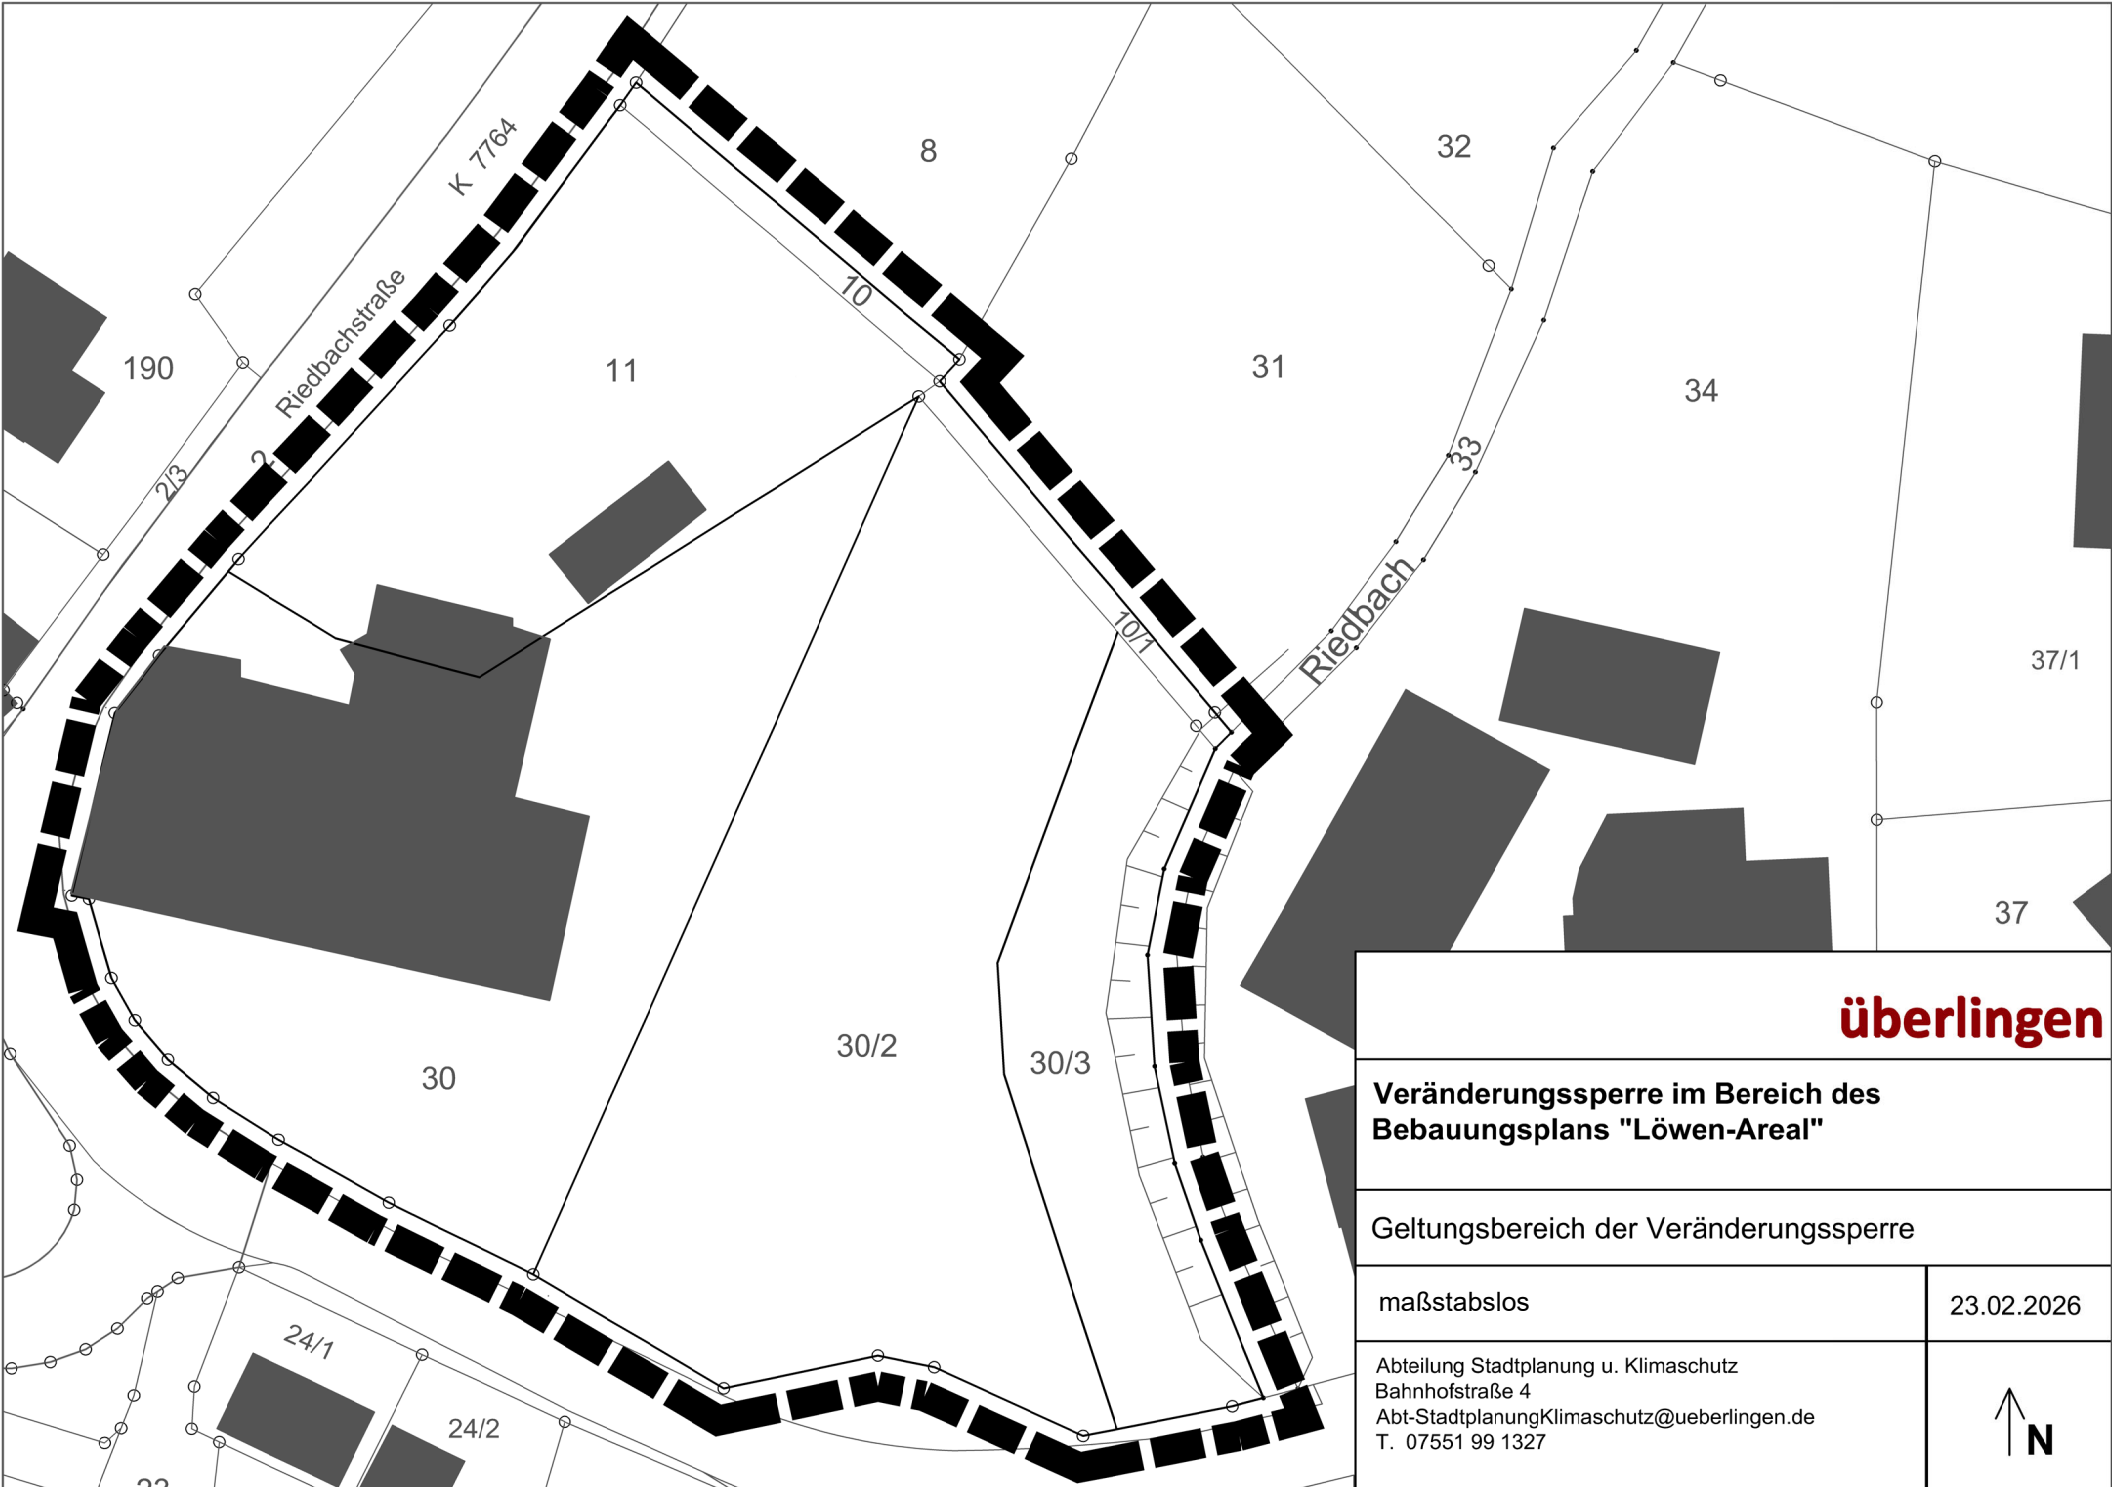 8
32
K 7764
10
190
Riedbachstraße
11
31
34
2
2/3
33
Riedbach
10/1
37/1
37
30/2
30/3
30
24/1
24/2
überlingen
Veränderungssperre im Bereich des
Bebauungsplans "Löwen-Areal"
Geltungsbereich der Veränderungssperre
maßstabslos
23.02.2026
Abteilung Stadtplanung u. Klimaschutz
Bahnhofstraße 4
Abt-StadtplanungKlimaschutz@ueberlingen.de
T. 07551 99 1327
N